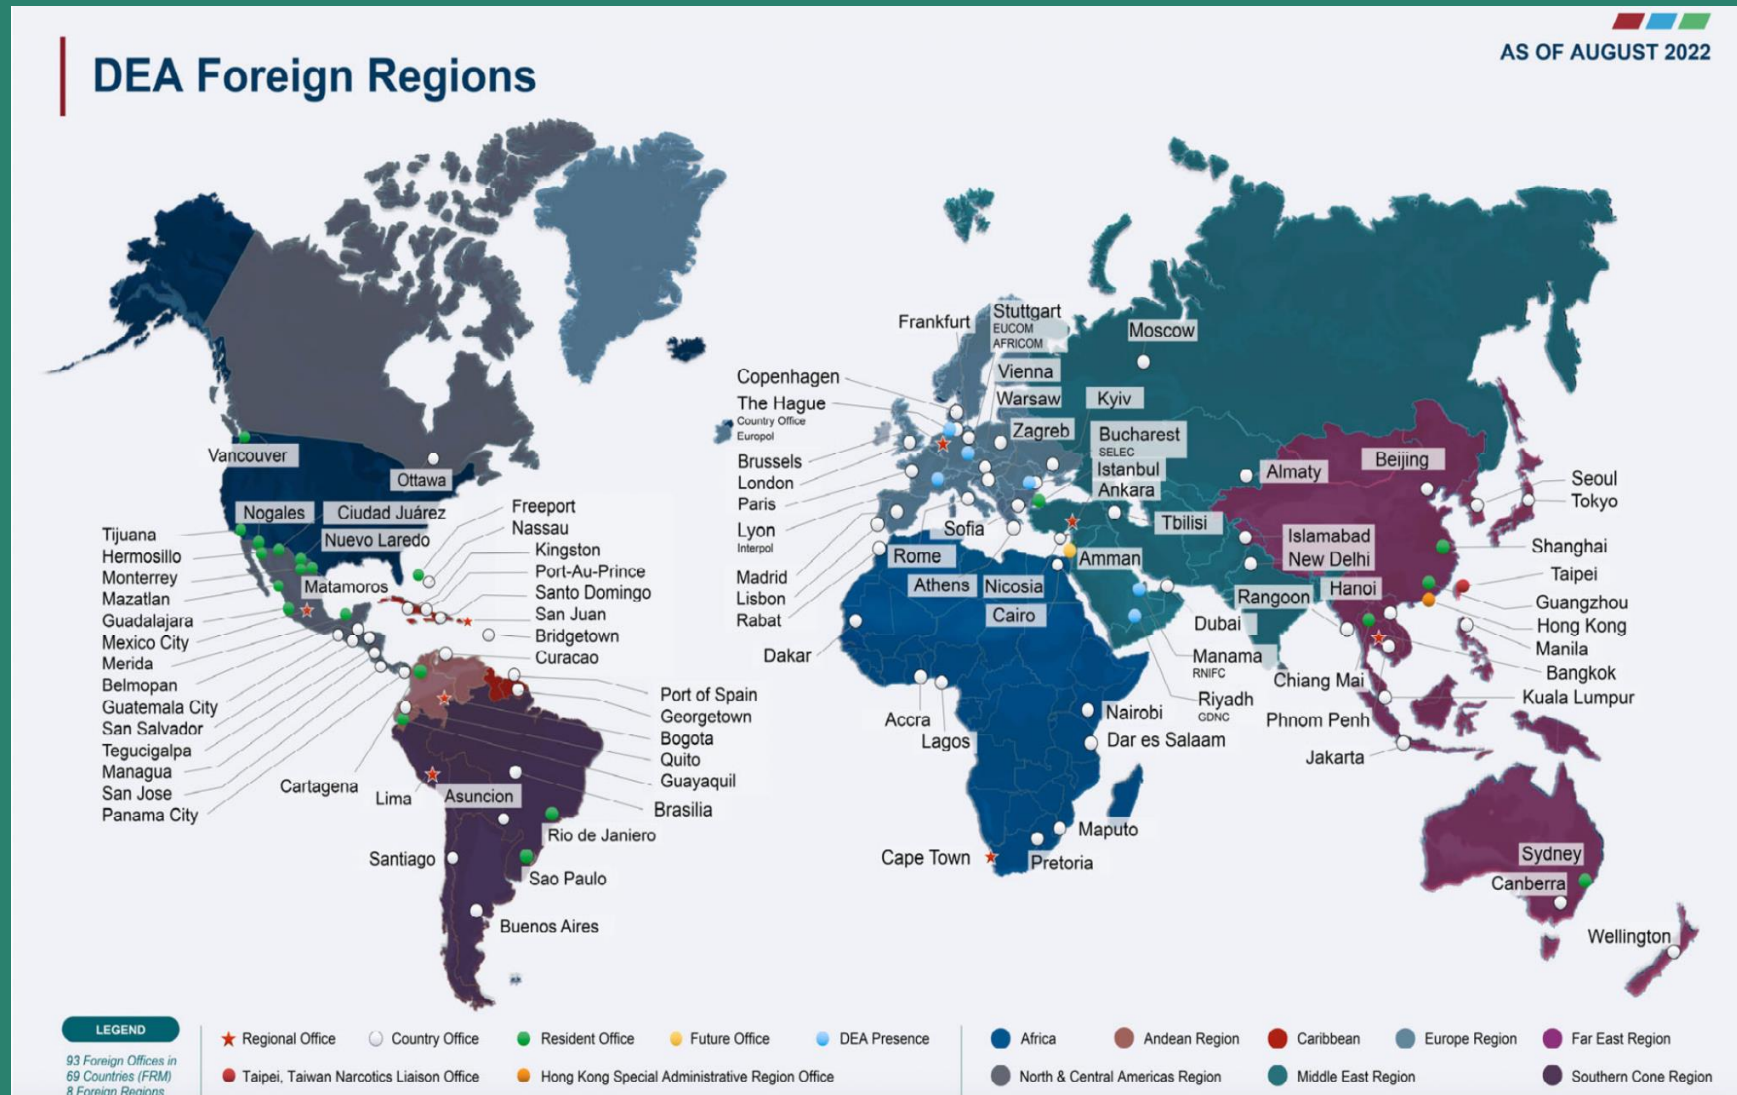 AS OF AUGUST 2022
DEA Foreign Regions
Vancouver
Ottawa
Nogales
Ciudad Juárez
Nuevo Laredo
Matamoros
Tijuana
Hermosillo
Monterrey
Mazatlan
Guadalajara
Mexico City
Merida
Belmopan
Guatemala City
San Salvador
Tegucigalpa
Managua
San Jose
Panama City
Freeport
Nassau
Kingston
Port-Au-Prince
Santo Domingo
San Juan
Bridgetown
Curacao
Port of Spain
Georgetown
Bogota
Quito
Guayaquil
Brasilia
Cartagena
Lima
Asuncion
Rio de Janiero
Santiago
Sao Paulo
Buenos Aires
Frankfurt
Stuttgart
EUCOM
AFRICOM
Vienna
Warsaw
Zagreb
Copenhagen
The Hague
Country Office
Europol
Brussels
London
Paris
Lyon
Interpol
Madrid
Lisbon
Rabat
Dakar
Moscow
Kyiv
Bucharest
SELEC
Istanbul
Ankara
Tbilisi
Sofia
Rome
Athens
Nicosia
Cairo
Amman
Almaty
Islamabad
New Delhi
Dubai
Manama
RNIFC
Riyadh
GDNC
Accra
Lagos
Nairobi
Dar es Salaam
Maputo
Cape Town
Pretoria
Beijing
Seoul
Tokyo
Shanghai
Taipei
Guangzhou
Hong Kong
Manila
Bangkok
Kuala Lumpur
Rangoon
Hanoi
Chiang Mai
Phnom Penh
Jakarta
Sydney
Canberra
Wellington
LEGEND
93 Foreign Offices in
69 Countries (FRM)
8 Foreign Regions
Regional Office
Country Office
Resident Office
Future Office
DEA Presence
Taipei, Taiwan Narcotics Liaison Office
Hong Kong Special Administrative Region Office
Africa
Andean Region
Caribbean
Europe Region
Far East Region
North & Central Americas Region
Middle East Region
Southern Cone Region